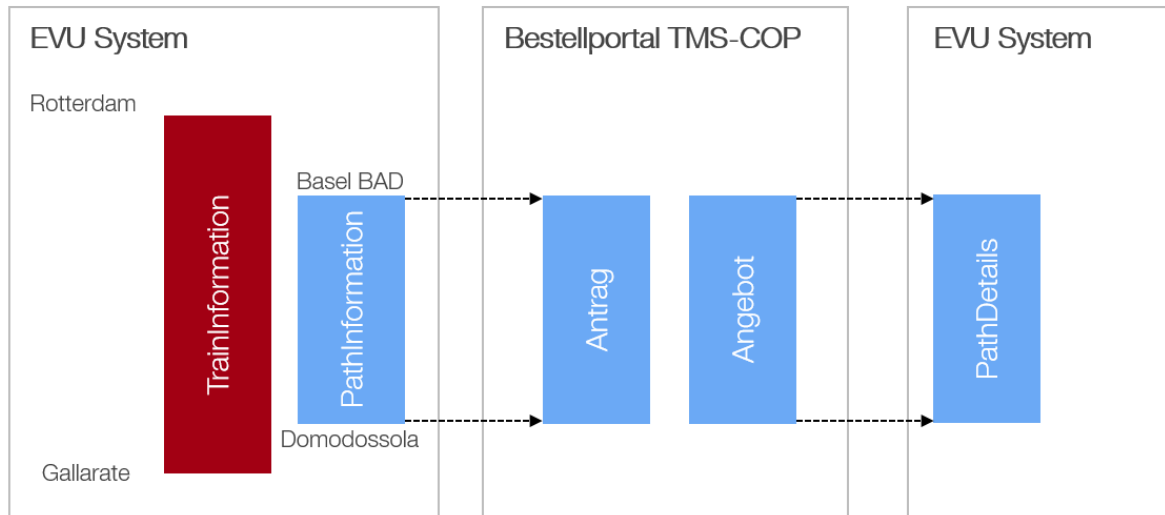 EVU System
Bestellportal TMS-COP
EVU System
Rotterdam
TrainInformation
Basel BAD
PathInformation
Domodossola
Gallarate
Antrag
Angebot
PathDetails